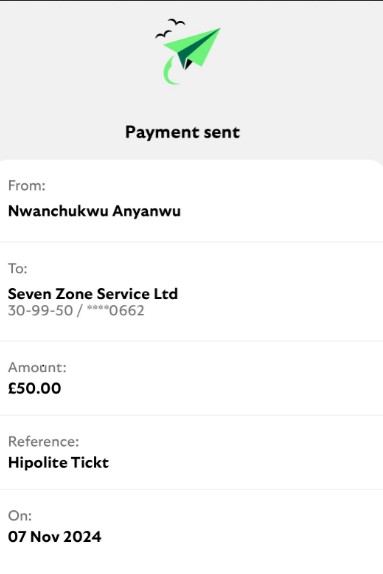 Payment sent
From:
Nwanchukwu Anyanwu
To:
Seven Zone Service Ltd
30-99-50 / ****0662
Amount:
£50.00
Reference:
Hipolite Tickt
On:
07 Nov 2024